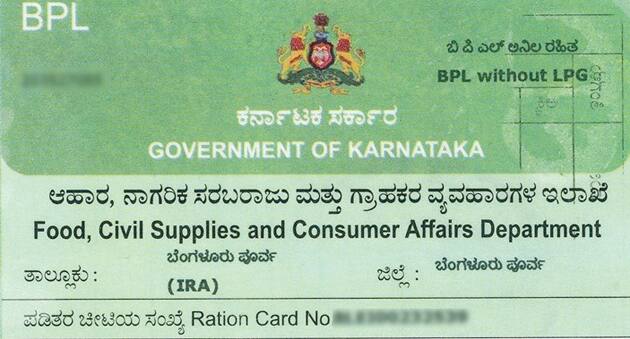 BPL
ಬಿ ಪಿ ಎಲ್ ಅನಿಲ ರಹಿತ
BPL without LPG
ಕರ್ನಾಟಕ ಸರ್ಕಾರ
GOVERNMENT OF KARNATAKA
ಆಹಾರ, ನಾಗರಿಕ ಸರಬರಾಜು ಮತ್ತು ಗ್ರಾಹಕರ ವ್ಯವಹಾರಗಳ ಇಲಾಖೆ
Food, Civil Supplies and Consumer Affairs Department
ತಾಲ್ಲೂಕು : ಬೆಂಗಳೂರು ಪೂರ್ವ (IRA) ಜಿಲ್ಲೆ : ಬೆಂಗಳೂರು ಪೂರ್ವ
ಪಡಿತರ ಚೀಟಿಯ ಸಂಖ್ಯೆ Ration Card No